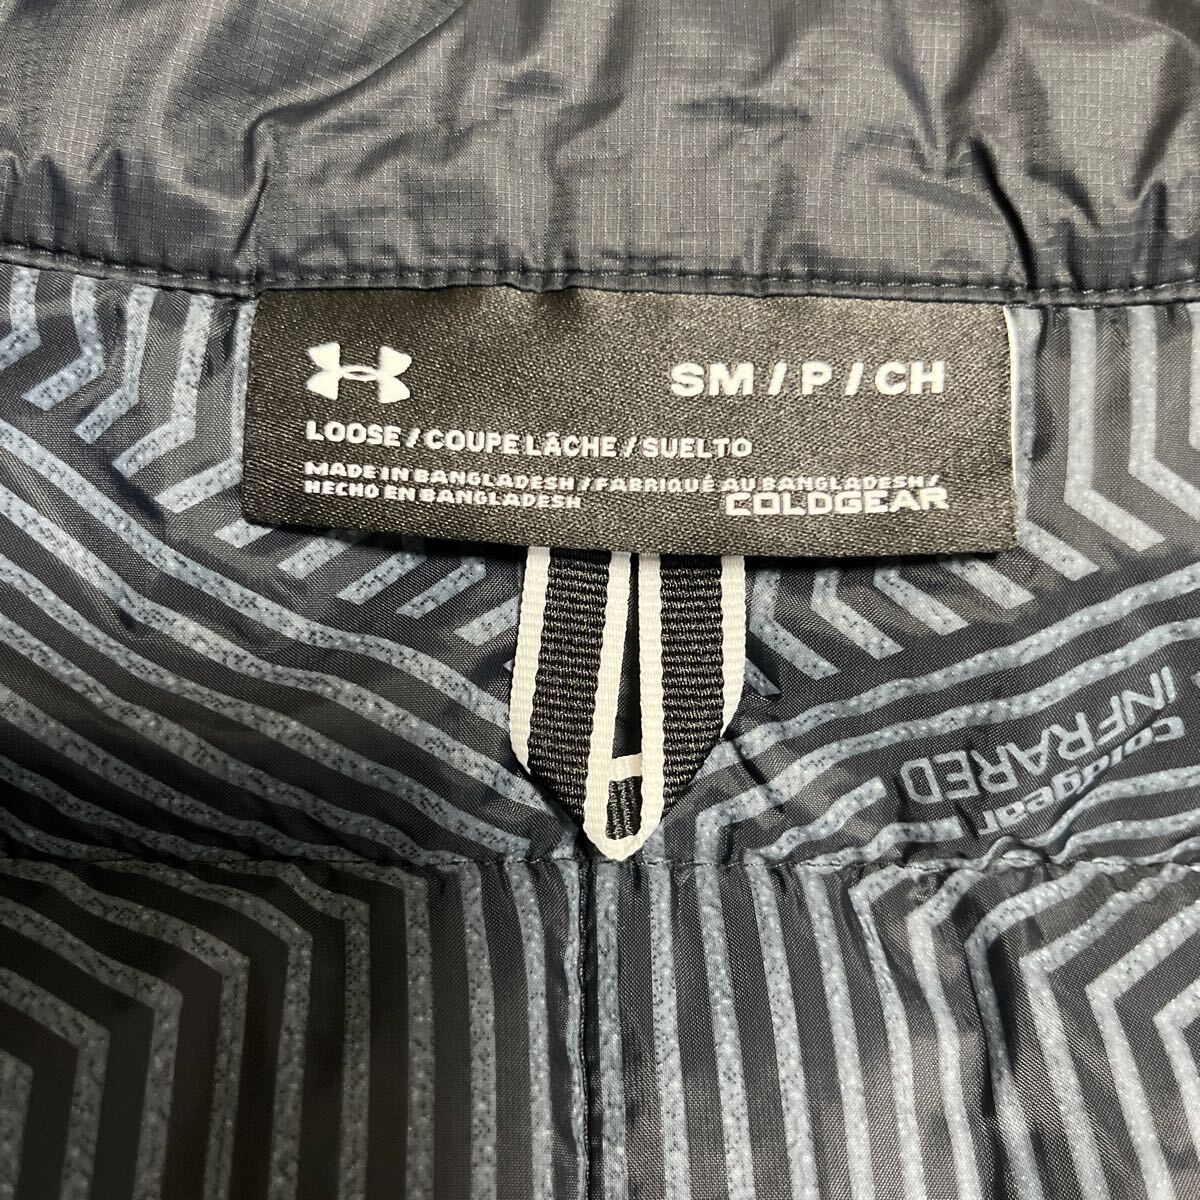 SM / P / CH
LOOSE / COUPE LÂCHE / SUELTO
MADE IN BANGLADESH / FABRIQUÉ AU BANGLADESH /
HECHO EN BANGLADESH
COLDGEAR
Coldgear
INFRARED